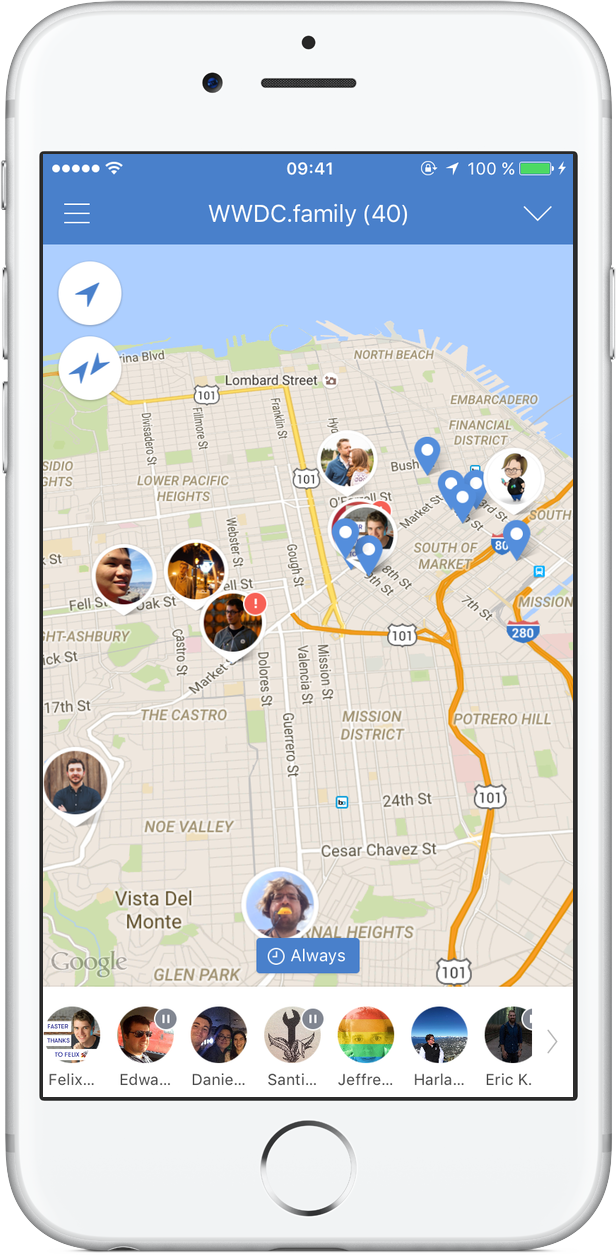 09:41
100 %
WWDC.family (40)
rina Blvd
NORTH BEACH
Lombard Street
101
EMBARCADERO
FINANCIAL
DISTRICT
Divisadero St
Fillmore St
Franklin St
Hyd
Bush
LOWER PACIFIC
HEIGHTS
SIDIO
GHTS
101
O'Farrell St
Market St
3rd St
SOUTH
Webster St
Gough St
SOUTH OF
MARKET
80
8th St
7th St
MISSION
280
ell St
Fell St
Oak St
!
GHT-ASHBURY
ick St
Castro St
Market
101
Dolores St
Valencia St
Mission St
17th St
THE CASTRO
Guerrero St
MISSION
DISTRICT
POTRERO HILL
101
24th St
NOE VALLEY
Cesar Chavez St
Vista Del
Monte
RNAL HEIGHTS
Always
Google
GLEN PARK
101
FASTER
THANKS
TO FELIX 🚀
Felix...
Edwa...
Danie...
Santi...
Jeffre...
Harla...
Eric K.